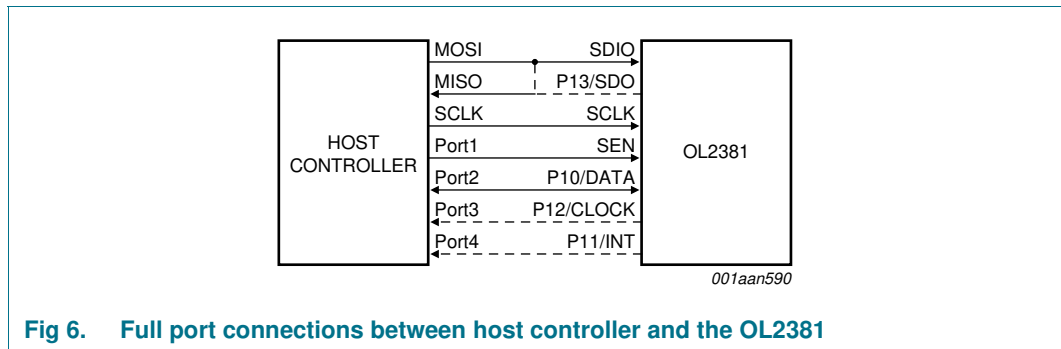 MOSI SDIO
MISO P13/SDO
SCLK SCLK
HOST CONTROLLER
Port1 SEN
OL2381
Port2 P10/DATA
Port3 P12/CLOCK
Port4 P11/INT
001aan590
Fig 6. Full port connections between host controller and the OL2381